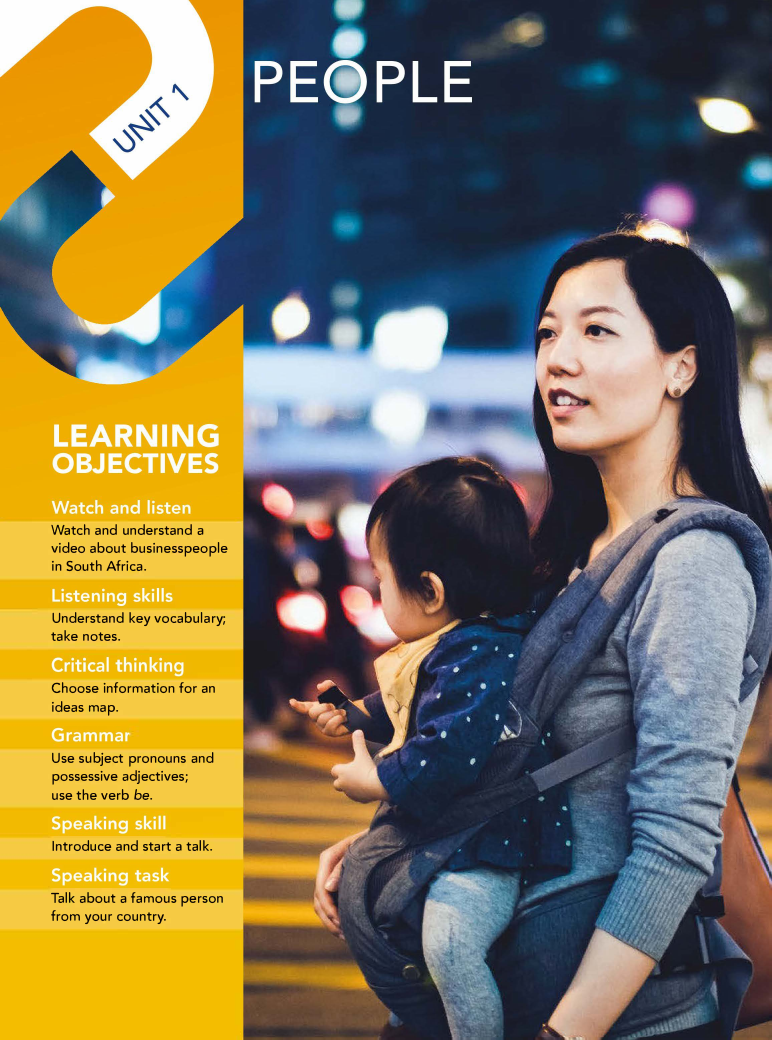 UNIT 1
PEOPLE
LEARNING
OBJECTIVES
Watch and listen
Watch and understand a
video about businesspeople
in South Africa.
Listening skills
Understand key vocabulary;
take notes.
Critical thinking
Choose information for an
ideas map.
Grammar
Use subject pronouns and
possessive adjectives;
use the verb be.
Speaking skill
Introduce and start a talk.
Speaking task
Talk about a famous person
from your country.